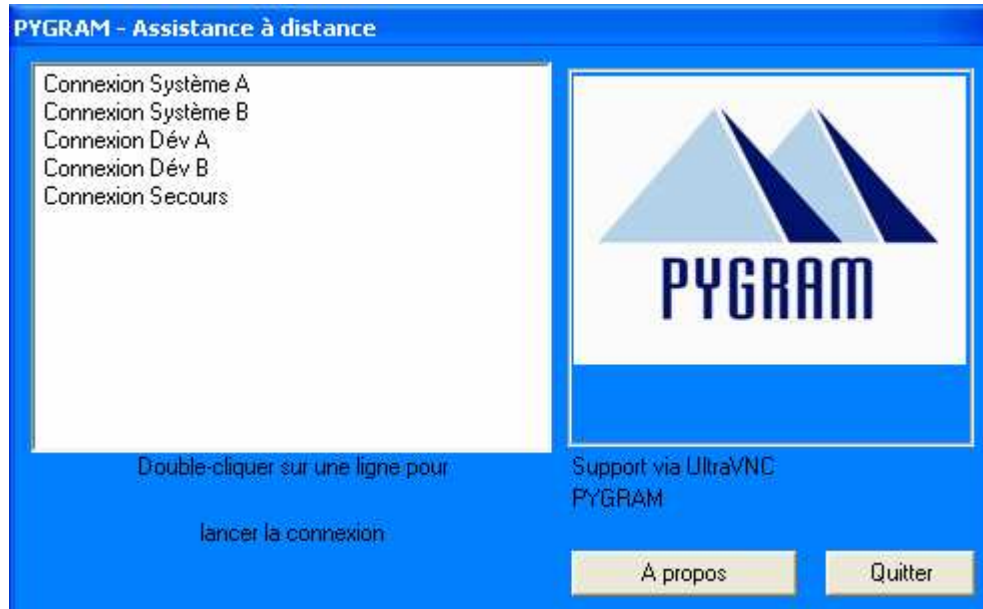 PYGRAM - Assistance à distance
Connexion Système A
Connexion Système B
Connexion Dév A
Connexion Dév B
Connexion Secours
PYGRAM
Double-cliquer sur une ligne pour
lancer la connexion
Support via UltraVNC
PYGRAM
A propos
Quitter